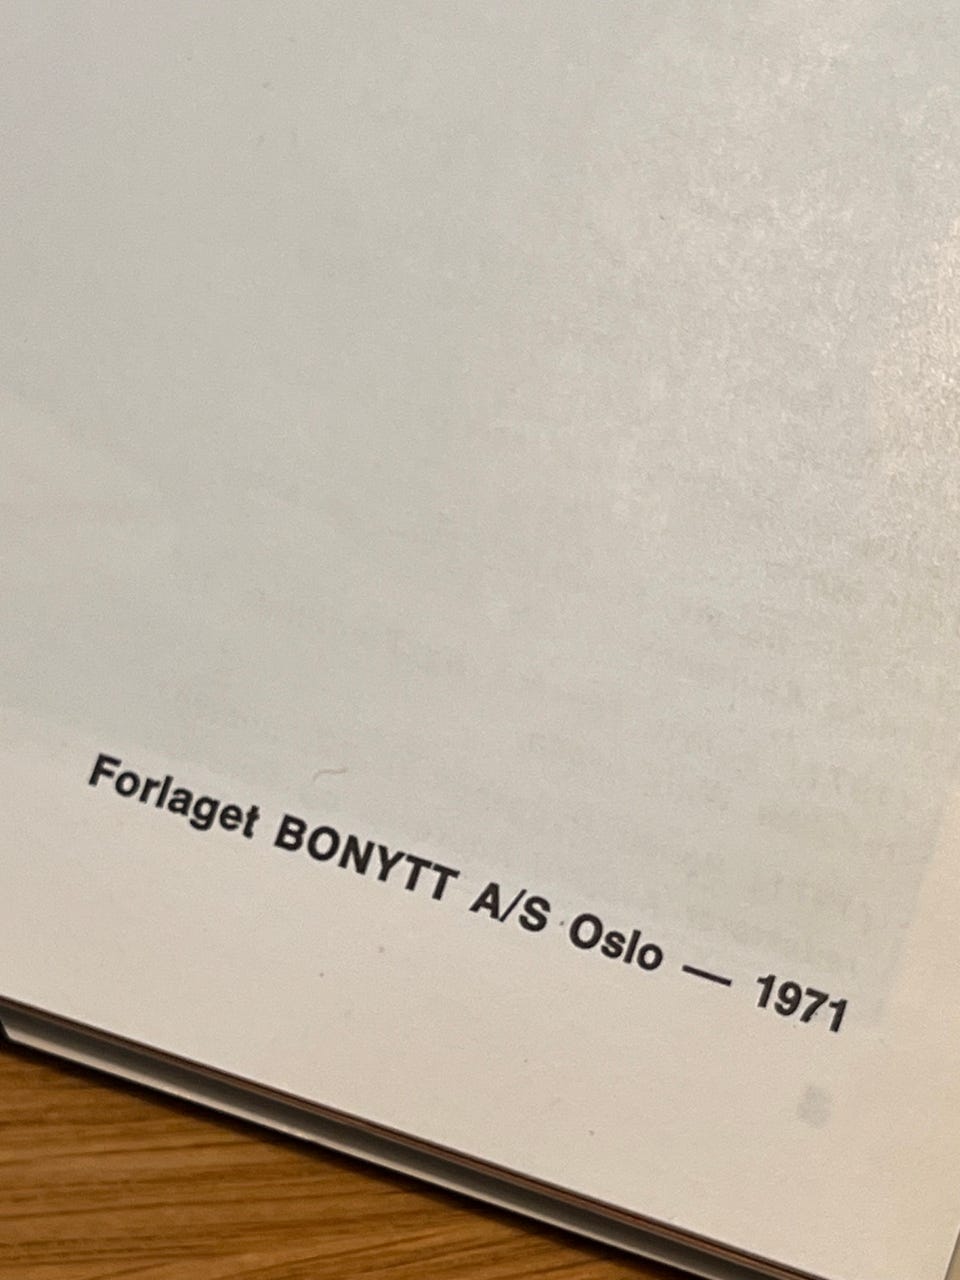 Forlaget BONYTT A/S Oslo — 1971